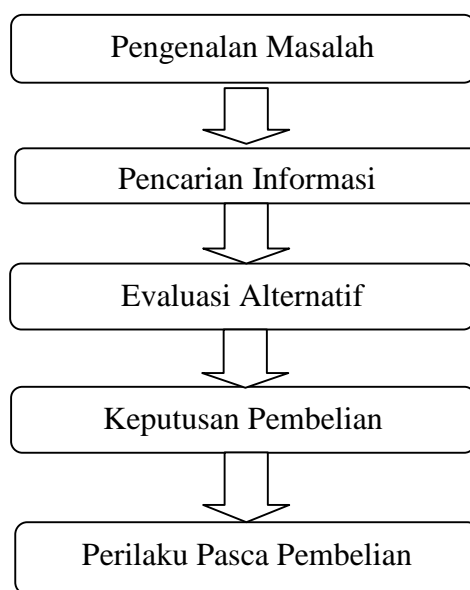 Pengenalan Masalah
Pencarian Informasi
Evaluasi Alternatif
Keputusan Pembelian
Perilaku Pasca Pembelian